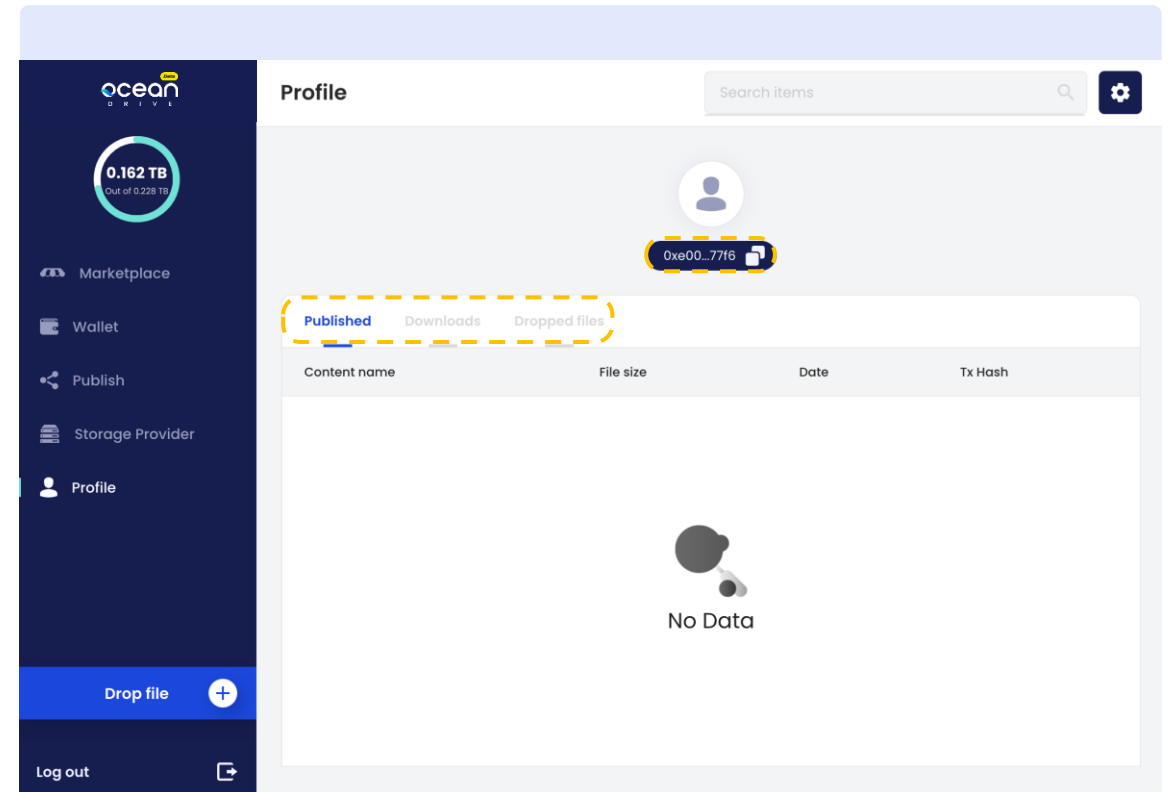 Beta
ocean
DRIVE
Profile
Search items
0.162 TB
Out of 0.228 TB
0xe00...77f6
Marketplace
Wallet
Publish
Storage Provider
Profile
Published Downloads Dropped files
Content name File size Date Tx Hash
No Data
Drop file
Log out